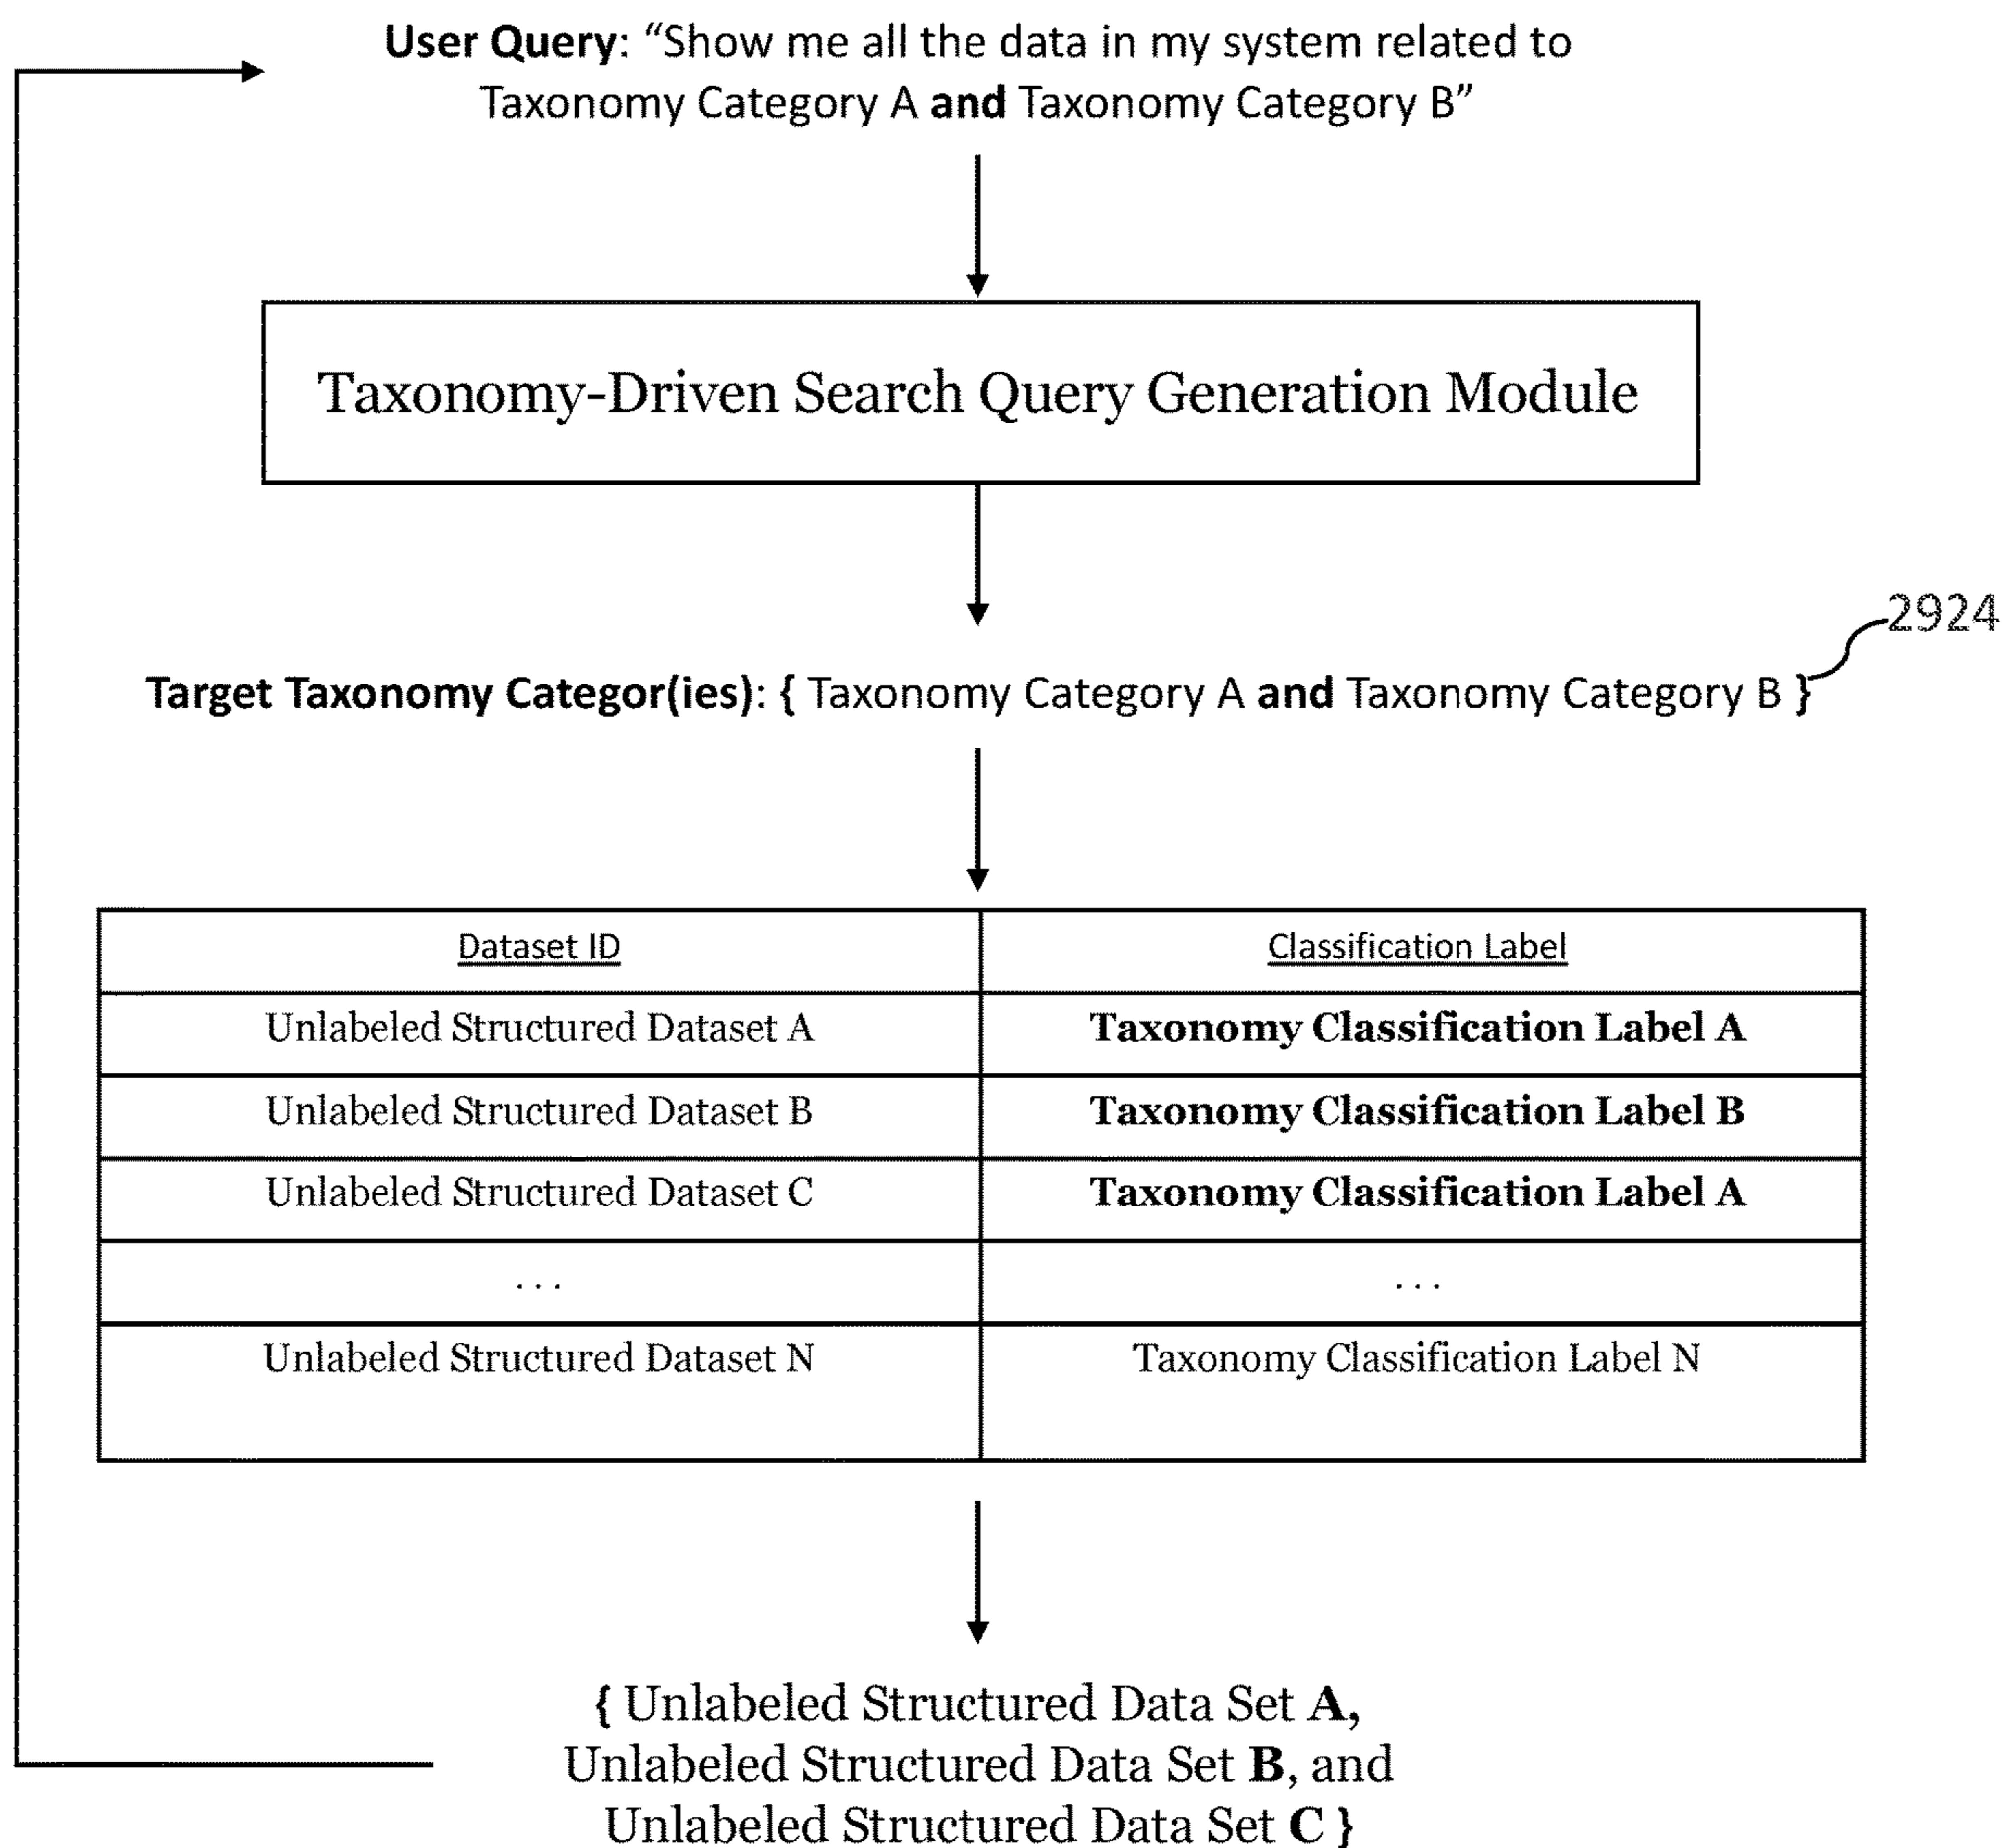 User Query: “Show me all the data in my system related to
Taxonomy Category A and Taxonomy Category B”
Taxonomy-Driven Search Query Generation Module
2924
Target Taxonomy Categor(ies): { Taxonomy Category A and Taxonomy Category B }
Dataset ID Classification Label
Unlabeled Structured Dataset A Taxonomy Classification Label A
Unlabeled Structured Dataset B Taxonomy Classification Label B
Unlabeled Structured Dataset C Taxonomy Classification Label A
. . . . . .
Unlabeled Structured Dataset N Taxonomy Classification Label N
{ Unlabeled Structured Data Set A,
Unlabeled Structured Data Set B, and
Unlabeled Structured Data Set C }